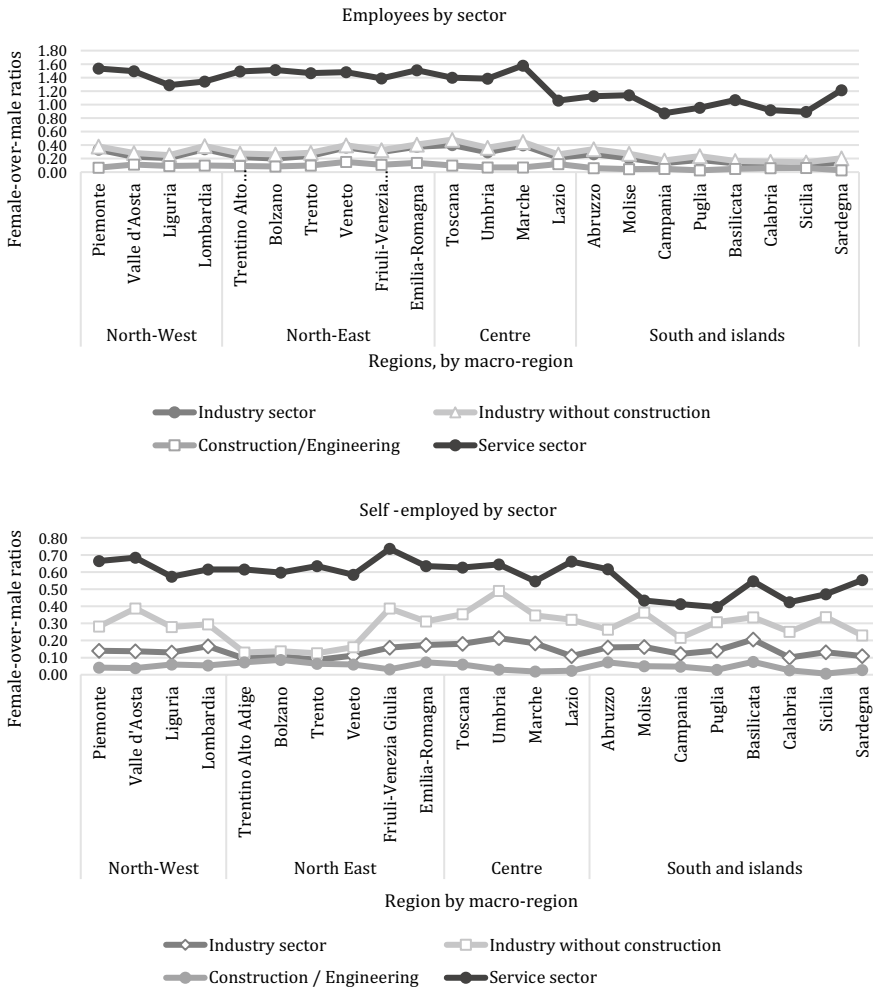 Employees by sector
Female-over-male ratios
1.80
1.60
1.40
1.20
1.00
0.80
0.60
0.40
0.20
0.00
Piemonte
Valle d'Aosta
Liguria
Lombardia
Trentino Alto…
Bolzano
Trento
Veneto
Friuli-Venezia…
Emilia-Romagna
Toscana
Umbria
Marche
Lazio
Abruzzo
Molise
Campania
Puglia
Basilicata
Calabria
Sicilia
Sardegna
North-West North-East Centre South and islands
Regions, by macro-region
Industry sector Industry without construction
Construction/Engineering Service sector
Self -employed by sector
Female-over-male ratios
0.80
0.70
0.60
0.50
0.40
0.30
0.20
0.10
0.00
Piemonte
Valle d'Aosta
Liguria
Lombardia
Trentino Alto Adige
Bolzano
Trento
Veneto
Friuli-Venezia Giulia
Emilia-Romagna
Toscana
Umbria
Marche
Lazio
Abruzzo
Molise
Campania
Puglia
Basilicata
Calabria
Sicilia
Sardegna
North-West North East Centre South and islands
Region by macro-region
Industry sector Industry without construction
Construction / Engineering Service sector